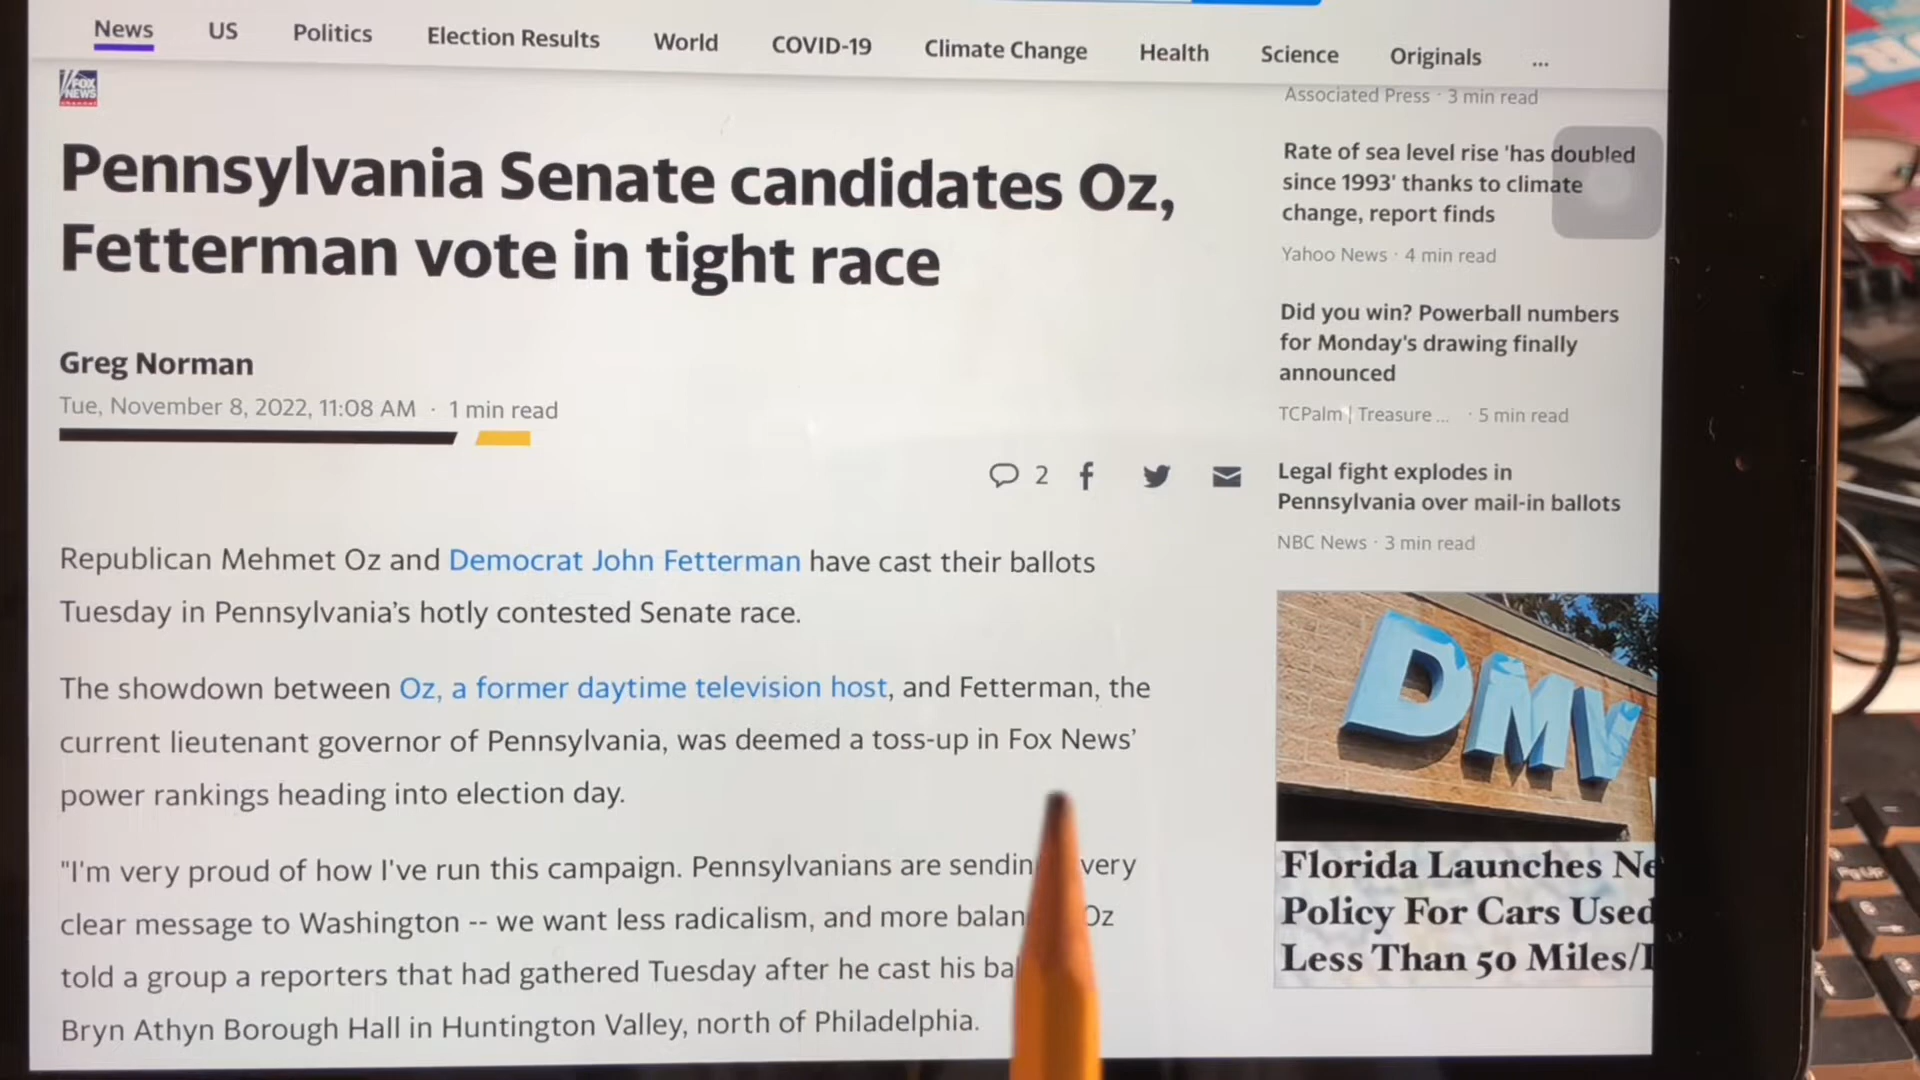 News US Politics Election Results World COVID-19 Climate Change Health Science Originals ...
FOX
NEWS
channel
Pennsylvania Senate candidates Oz,
Fetterman vote in tight race
Greg Norman
Tue, November 8, 2022, 11:08 AM · 1 min read
2
Republican Mehmet Oz and Democrat John Fetterman have cast their ballots
Tuesday in Pennsylvania's hotly contested Senate race.
The showdown between Oz, a former daytime television host, and Fetterman, the
current lieutenant governor of Pennsylvania, was deemed a toss-up in Fox News'
power rankings heading into election day.
"I'm very proud of how I've run this campaign. Pennsylvanians are sendin very
clear message to Washington -- we want less radicalism, and more balan Oz
told a group a reporters that had gathered Tuesday after he cast his ba
Bryn Athyn Borough Hall in Huntington Valley, north of Philadelphia.
Associated Press · 3 min read
Rate of sea level rise 'has doubled
since 1993' thanks to climate
change, report finds
Yahoo News · 4 min read
Did you win? Powerball numbers
for Monday's drawing finally
announced
TCPalm | Treasure ... · 5 min read
Legal fight explodes in
Pennsylvania over mail-in ballots
NBC News · 3 min read
DMV
Florida Launches Ne
Policy For Cars Used
Less Than 50 Miles/